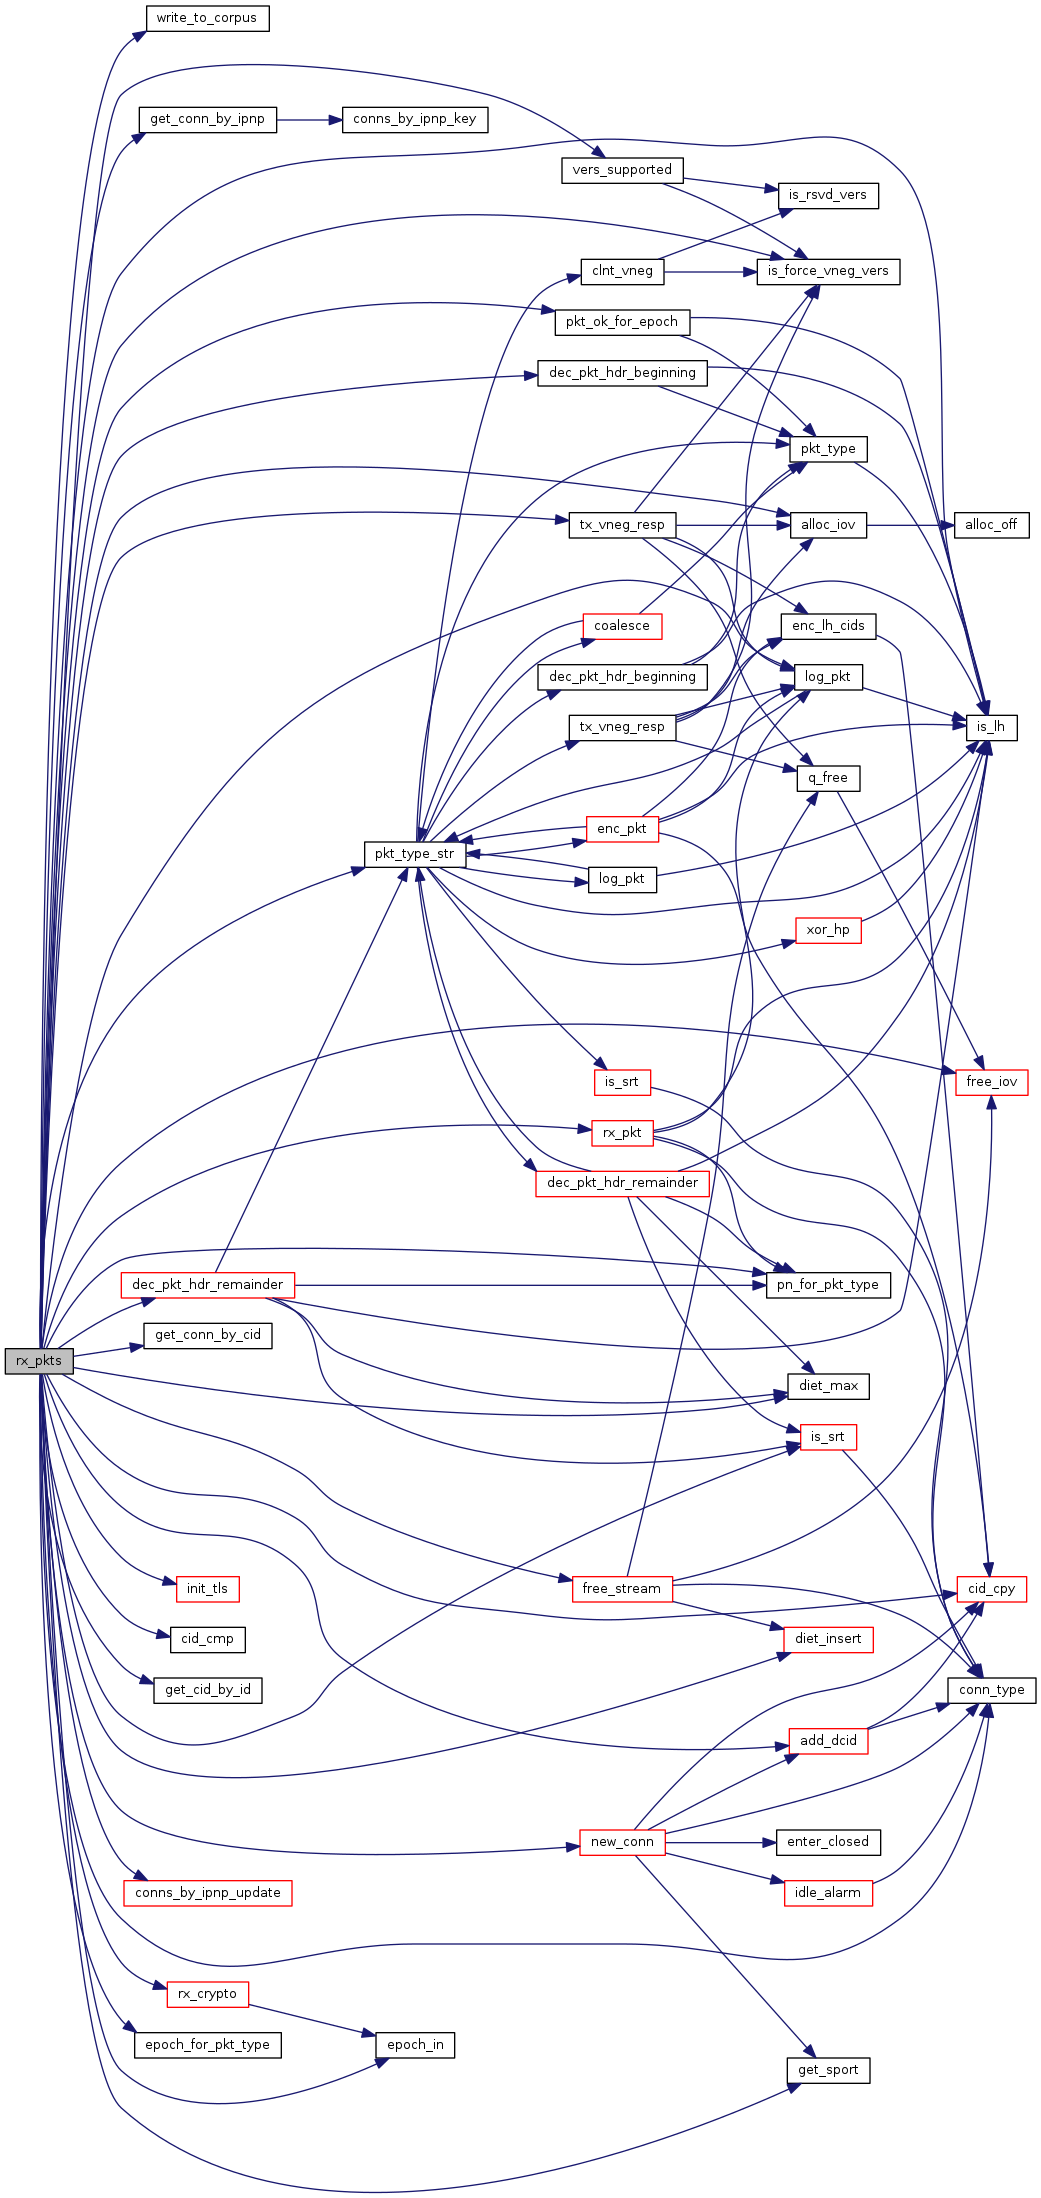 write_to_corpus
get_conn_by_ipnp
conns_by_ipnp_key
vers_supported
is_rsvd_vers
clnt_vneg
is_force_vneg_vers
pkt_ok_for_epoch
dec_pkt_hdr_beginning
pkt_type
tx_vneg_resp
alloc_iov
alloc_off
coalesce
enc_lh_cids
dec_pkt_hdr_beginning
log_pkt
tx_vneg_resp
is_lh
q_free
enc_pkt
pkt_type_str
log_pkt
xor_hp
is_srt
free_iov
rx_pkt
dec_pkt_hdr_remainder
dec_pkt_hdr_remainder
pn_for_pkt_type
get_conn_by_cid
rx_pkts
diet_max
is_srt
init_tls
free_stream
cid_cpy
cid_cmp
diet_insert
get_cid_by_id
conn_type
add_dcid
new_conn
enter_closed
conns_by_ipnp_update
idle_alarm
rx_crypto
epoch_for_pkt_type
epoch_in
get_sport